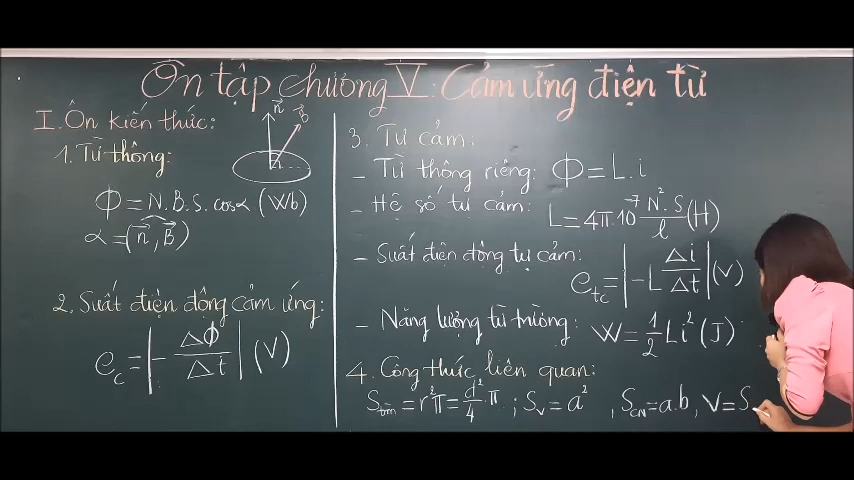 Ôn tập chương V: Cảm ứng điện từ
I. Ôn kiến thức:
1. Từ thông:
n⃗
B⃗
Φ = N.B.S.cosα (Wb)
α = (n⃗, B⃗)
2. Suất điện động cảm ứng:
e_c = |- ΔΦ/Δt| (V)
3. Tự cảm:
- Từ thông riêng: Φ = L.i
- Hệ số tự cảm: L = 4π.10⁻⁷ N².S/l (H)
- Suất điện động tự cảm:
e_tc = |-L Δi/Δt| (V)
- Năng lượng từ trường: W = 1/2 Li² (J)
4. Công thức liên quan:
S_tròn = r²π = d²/4 .π ; S_V = a² , S_CN = a.b , V = S.